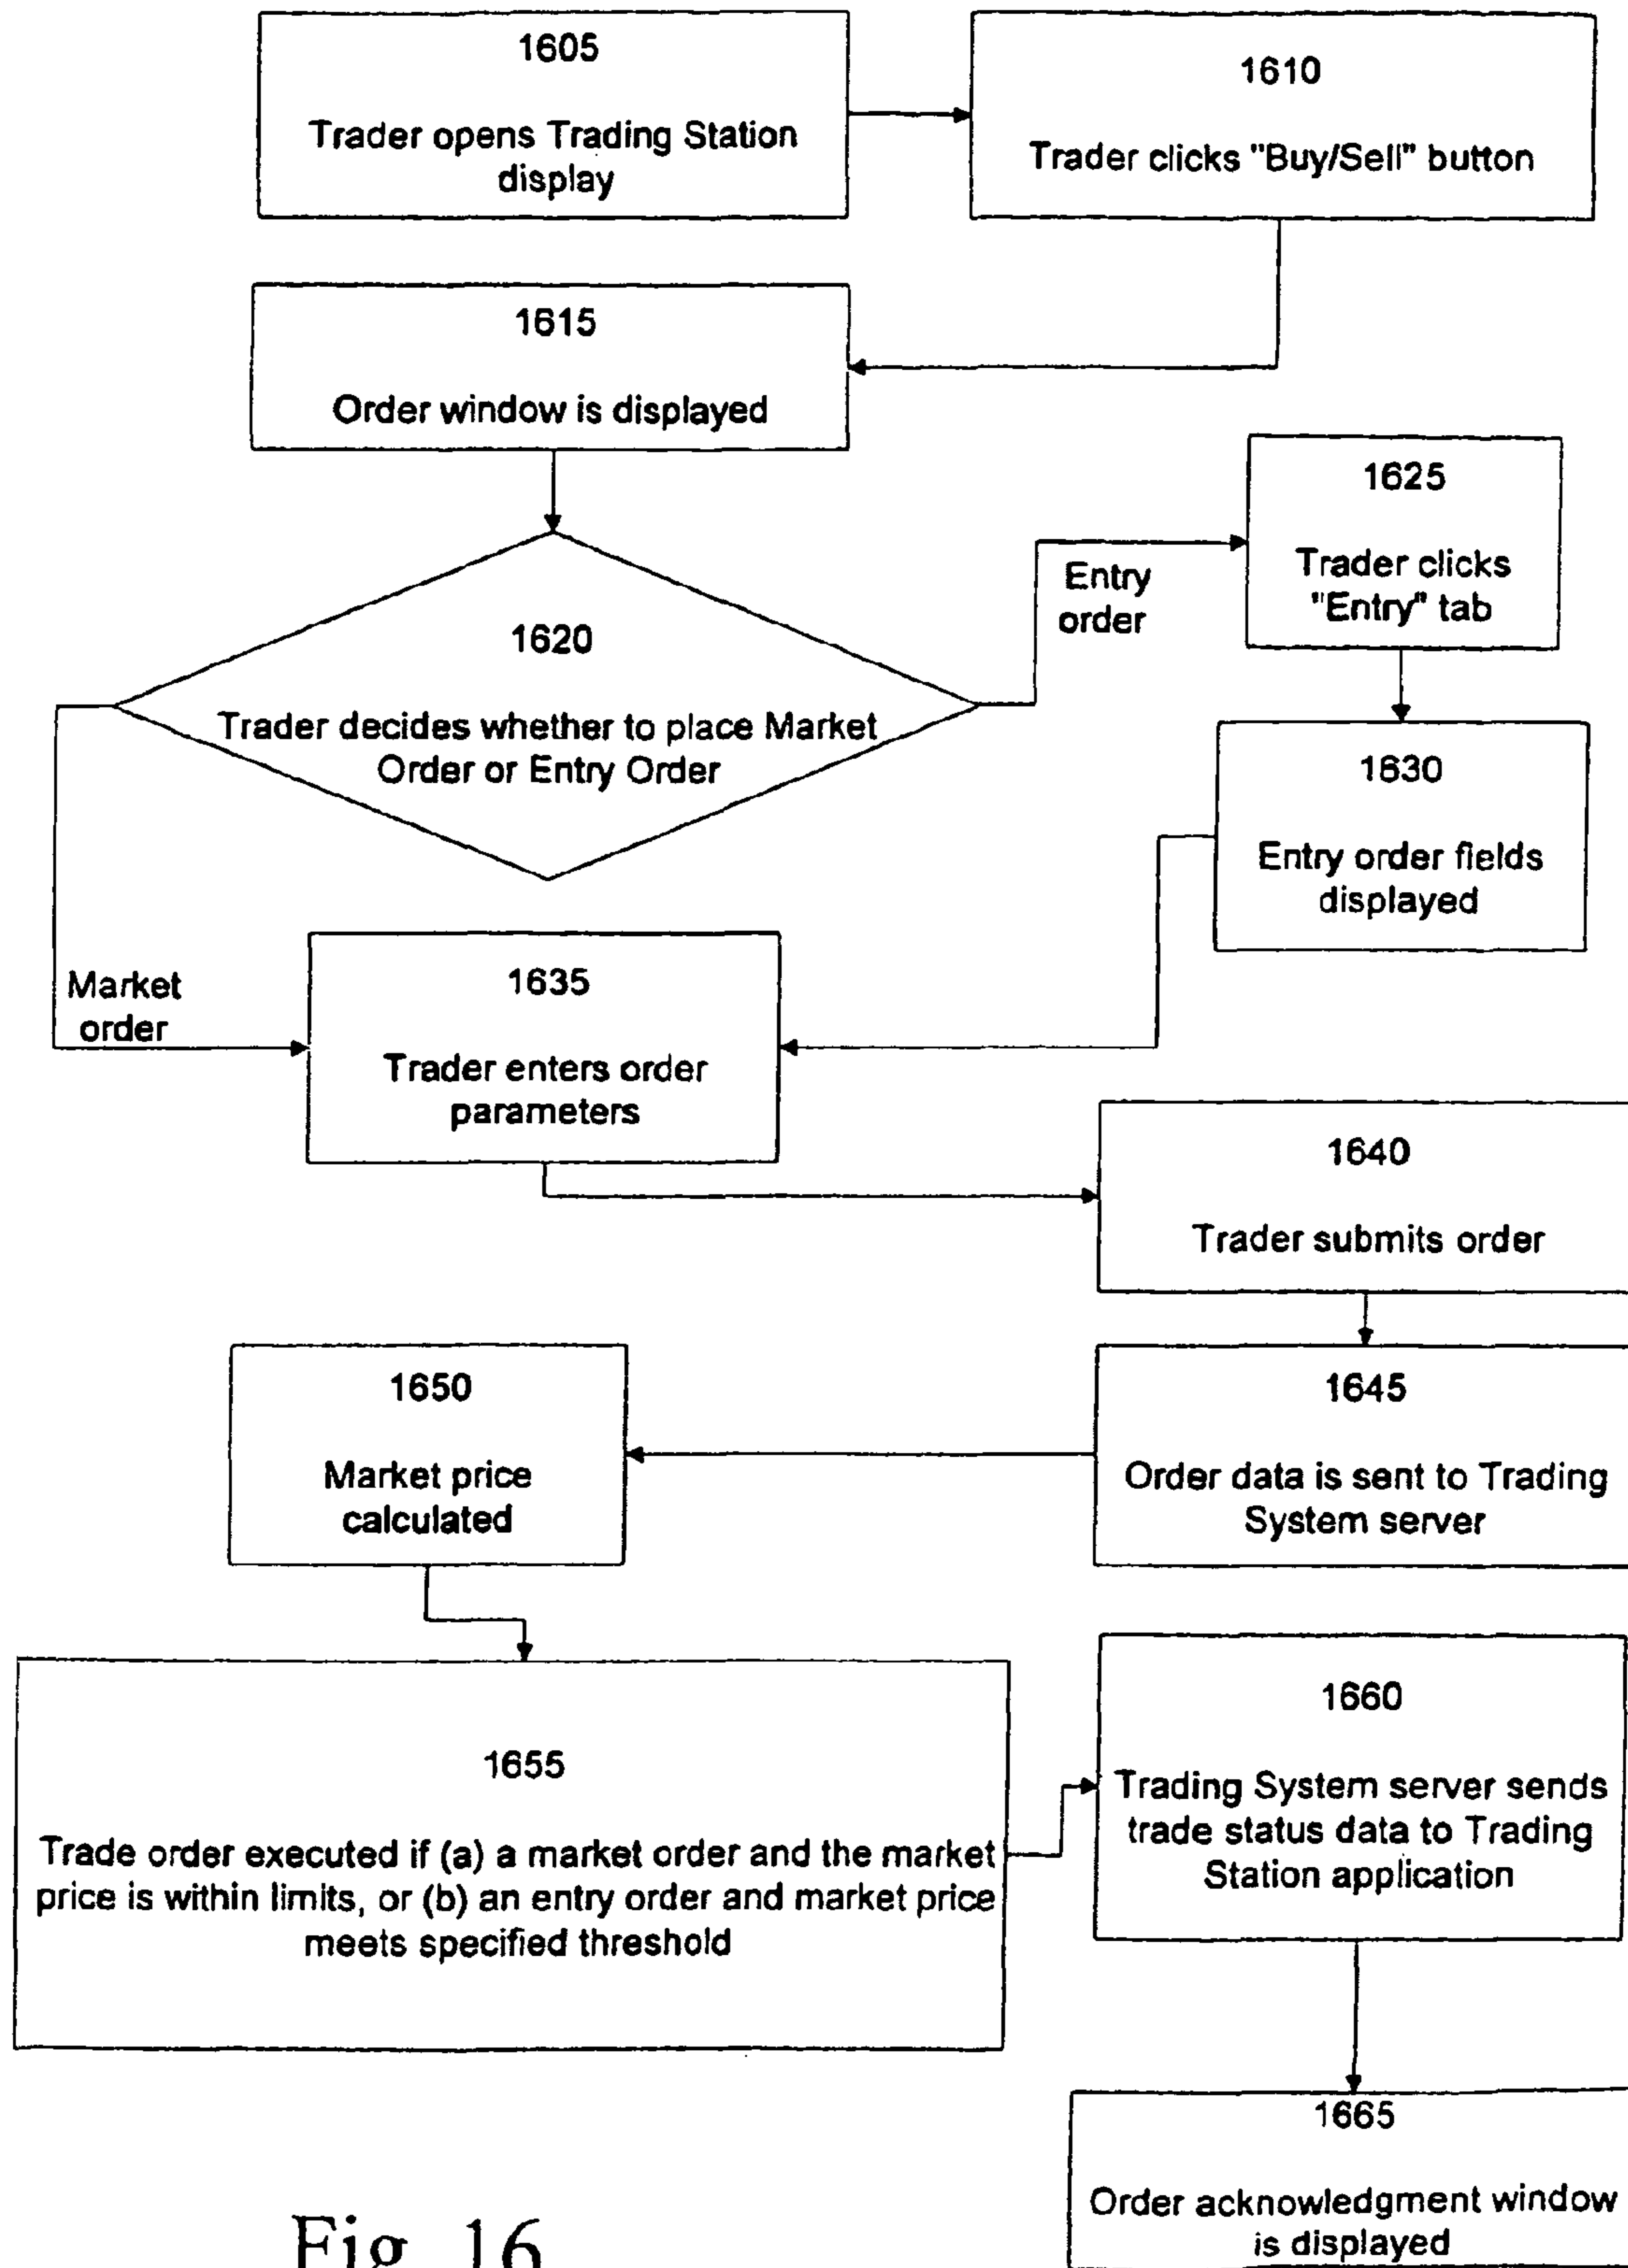 1605
Trader opens Trading Station
display
1610
Trader clicks "Buy/Sell" button
1615
Order window is displayed
1620
Trader decides whether to place Market
Order or Entry Order
Entry
order
1625
Trader clicks
"Entry" tab
1630
Entry order fields
displayed
Market
order
1635
Trader enters order
parameters
1640
Trader submits order
1645
Order data is sent to Trading
System server
1650
Market price
calculated
1655
Trade order executed if (a) a market order and the market
price is within limits, or (b) an entry order and market price
meets specified threshold
1660
Trading System server sends
trade status data to Trading
Station application
1665
Order acknowledgment window
is displayed
Fig. 16